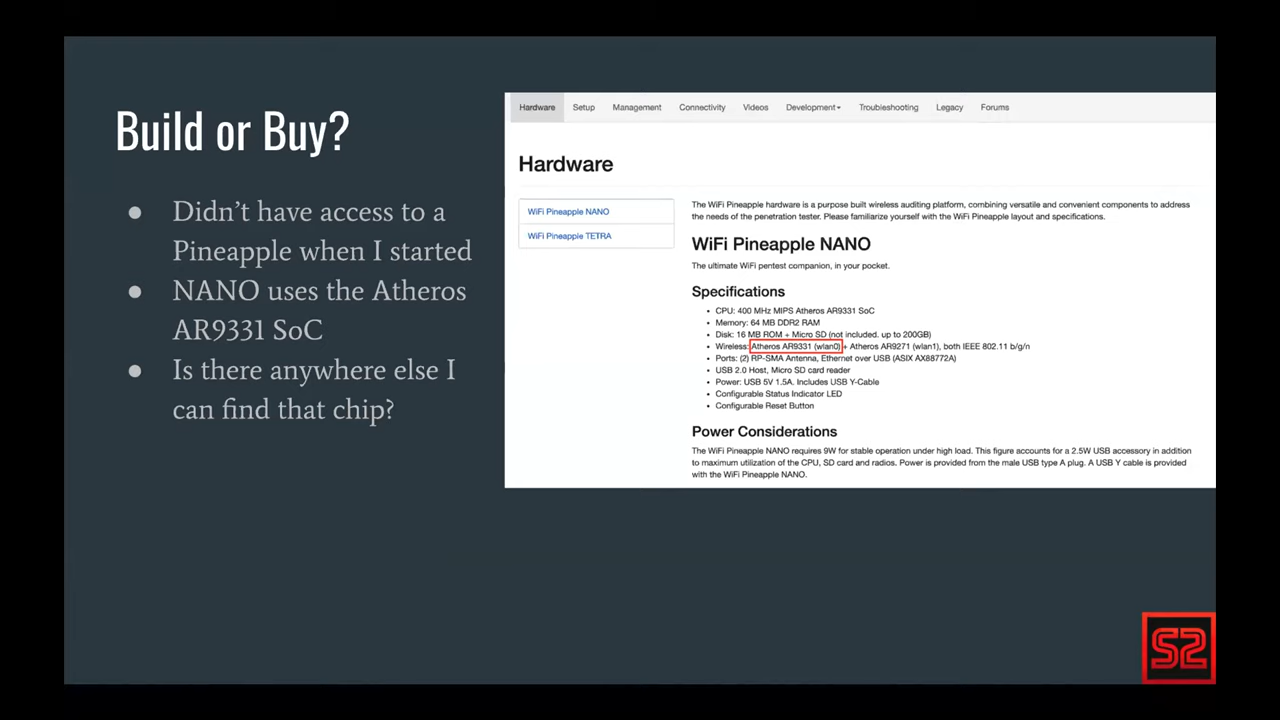 Build or Buy?
● Didn't have access to a
Pineapple when I started
● NANO uses the Atheros
AR9331 SoC
● Is there anywhere else I
can find that chip?
Hardware Setup Management Connectivity Videos Development Troubleshooting Legacy Forums
Hardware
WiFi Pineapple NANO
WiFi Pineapple TETRA
The WiFi Pineapple hardware is a purpose built wireless auditing platform, combining versatile and convenient components to address
the needs of the penetration tester. Please familiarize yourself with the WiFi Pineapple layout and specifications.
WiFi Pineapple NANO
The ultimate WiFi pentest companion, in your pocket.
Specifications
• CPU: 400 MHz MIPS Atheros AR9331 SoC
• Memory: 64 MB DDR2 RAM
• Disk: 16 MB ROM + Micro SD (not included. up to 200GB)
• Wireless: Atheros AR9331 (wlan0) + Atheros AR9271 (wlan1), both IEEE 802.11 b/g/n
• Ports: (2) RP-SMA Antenna, Ethernet over USB (ASIX AX88772A)
• USB 2.0 Host, Micro SD card reader
• Power: USB 5V 1.5A. Includes USB Y-Cable
• Configurable Status Indicator LED
• Configurable Reset Button
Power Considerations
The WiFi Pineapple NANO requires 9W for stable operation under high load. This figure accounts for a 2.5W USB accessory in addition
to maximum utilization of the CPU, SD card and radios. Power is provided from the male USB type A plug. A USB Y cable is provided
with the WiFi Pineapple NANO.
S2